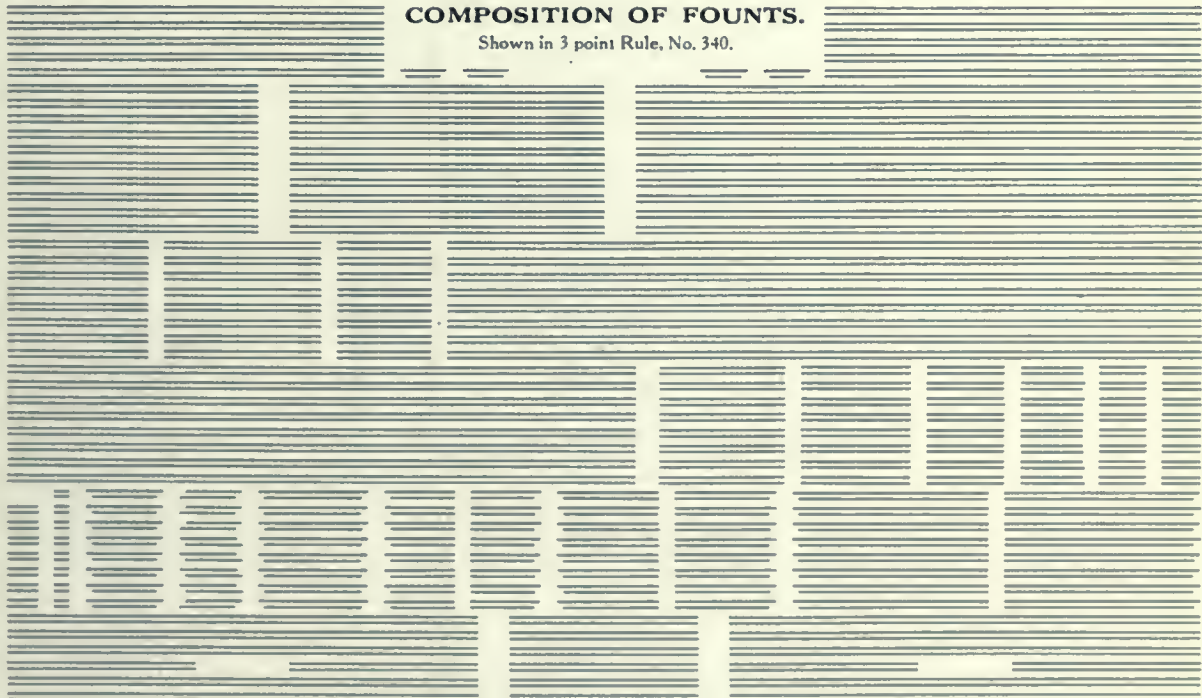 COMPOSITION OF FOUNTS.
Shown in 3 point Rule, No. 340.